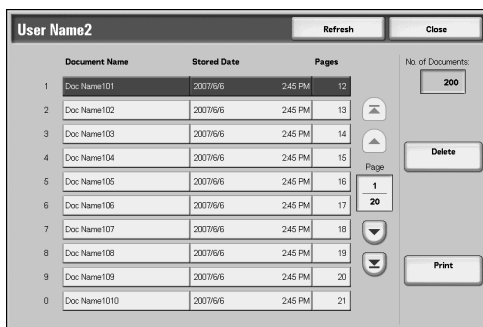 User Name2 Refresh Close
Document Name Stored Date Pages No. of Documents:
200
1 Doc Name101 2007/6/6 2:45 PM 12
2 Doc Name102 2007/6/6 2:45 PM 13
3 Doc Name103 2007/6/6 2:45 PM 14
4 Doc Name104 2007/6/6 2:45 PM 15
Page
Delete
5 Doc Name105 2007/6/6 2:45 PM 16
1
6 Doc Name106 2007/6/6 2:45 PM 17
20
7 Doc Name107 2007/6/6 2:45 PM 18
8 Doc Name108 2007/6/6 2:45 PM 19
Print
9 Doc Name109 2007/6/6 2:45 PM 20
0 Doc Name1010 2007/6/6 2:45 PM 21